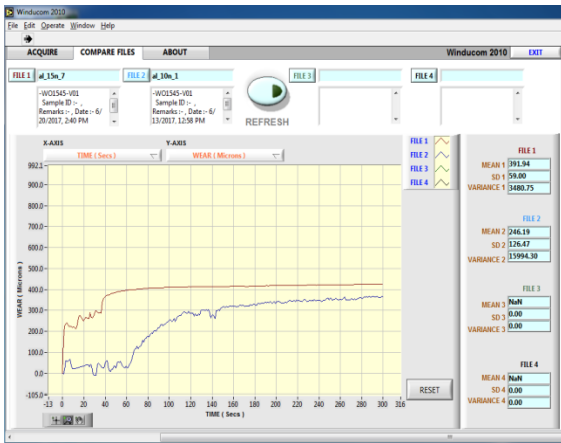 Winducom 2010
File Edit Operate Window Help
ACQUIRE COMPARE FILES ABOUT Winducom 2010 EXIT
FILE 1 al_15n_7 FILE 2 al_10n_1 FILE 3 FILE 4
-WO1545-V01
Sample ID :- ,
Remarks :- , Date :- 6/
20/2017, 2:40 PM
-WO1545-V01
Sample ID :- ,
Remarks :- , Date :- 6/
13/2017, 12:58 PM
REFRESH
X-AXIS Y-AXIS
TIME ( Secs ) WEAR ( Microns )
FILE 1
FILE 2
FILE 3
FILE 4
WEAR ( Microns )
992.1
900.0
800.0
700.0
600.0
500.0
400.0
300.0
200.0
100.0
0.0
-105.0
-13 0 20 40 60 80 100 120 140 160 180 200 220 240 260 280 300 316
TIME ( Secs )
RESET
FILE 1
MEAN 1 391.94
SD 1 59.00
VARIANCE 1 3480.75
FILE 2
MEAN 2 246.19
SD 2 126.47
VARIANCE 2 15994.30
FILE 3
MEAN 3 NaN
SD 3 0.00
VARIANCE 3 0.00
FILE 4
MEAN 4 NaN
SD 4 0.00
VARIANCE 4 0.00